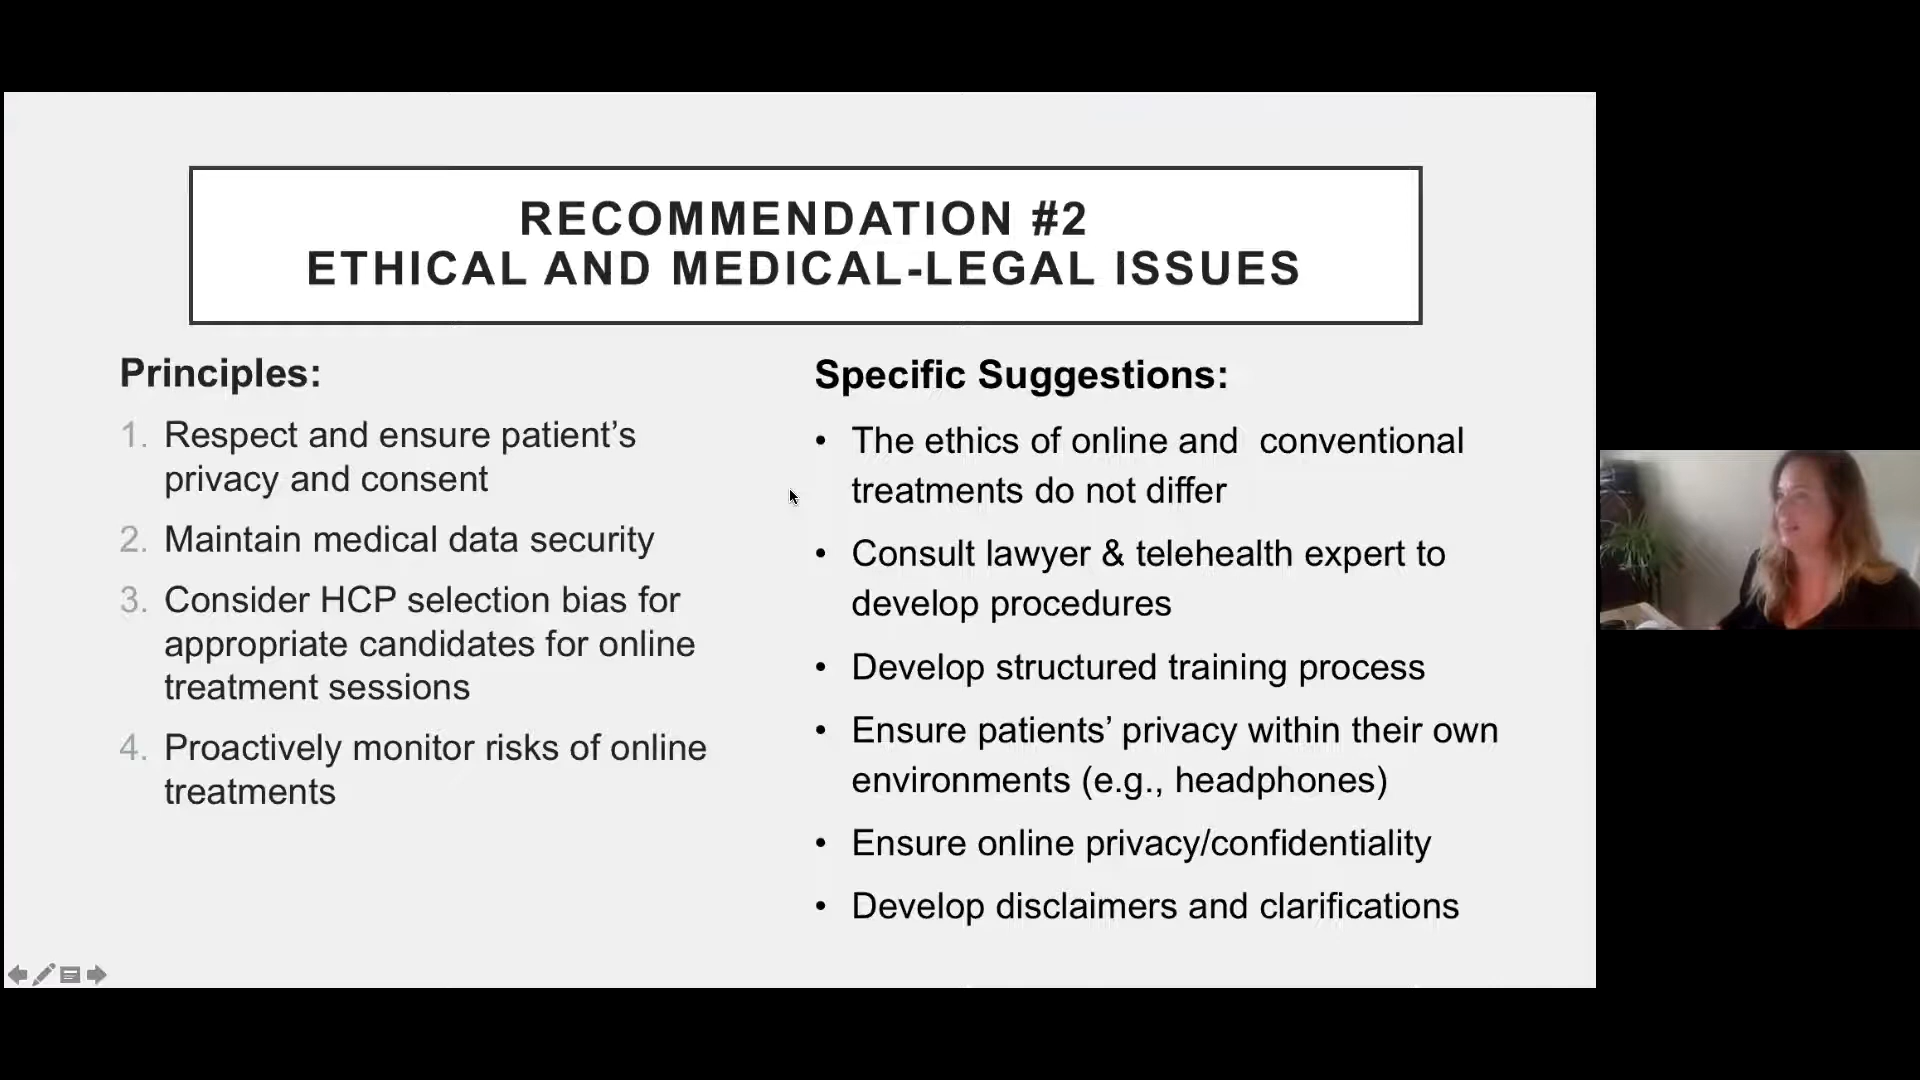 RECOMMENDATION #2
ETHICAL AND MEDICAL-LEGAL ISSUES
Principles:
1. Respect and ensure patient’s
privacy and consent
2. Maintain medical data security
3. Consider HCP selection bias for
appropriate candidates for online
treatment sessions
4. Proactively monitor risks of online
treatments
Specific Suggestions:
• The ethics of online and  conventional
treatments do not differ
• Consult lawyer & telehealth expert to
develop procedures
• Develop structured training process
• Ensure patients’ privacy within their own
environments (e.g., headphones)
• Ensure online privacy/confidentiality
• Develop disclaimers and clarifications